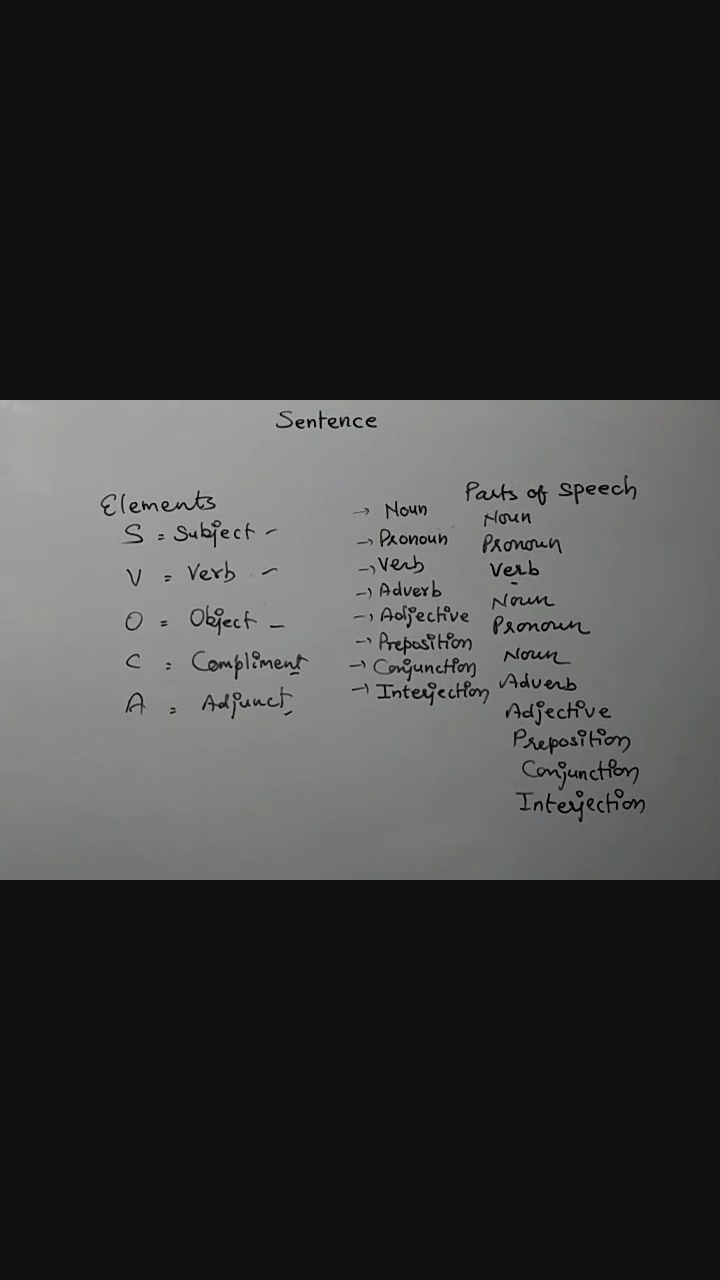 Sentence
Elements
S = Subject -
V = Verb -
O = Object -
C = Compliment
A = Adjunct
→ Noun
→ Pronoun
→ Verb
→ Adverb
→ Adjective
→ Preposition
→ Conjunction
→ Interjection
Parts of speech
Noun
Pronoun
Verb
Noun
Pronoun
Noun
Adverb
Adjective
Preposition
Conjunction
Interjection